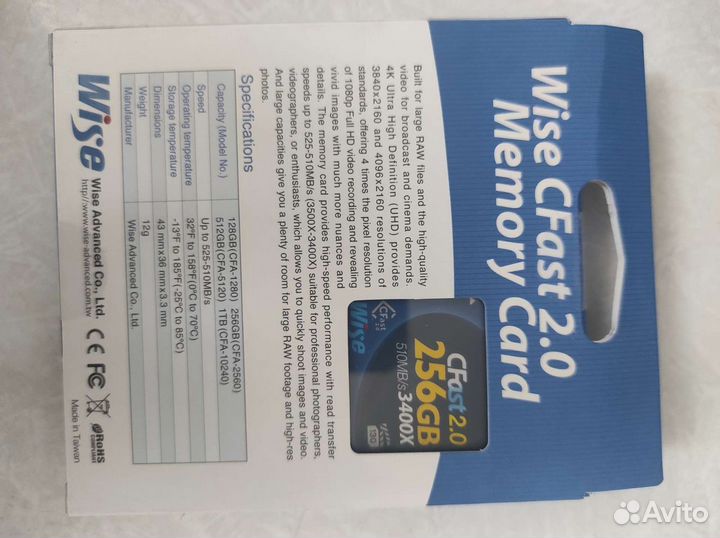 Wise CFast 2.0
Memory Card
Built for large RAW files and the high-quality
video for broadcast and cinema demands.
4K Ultra High Definition (UHD) provides
3840x2160 and 4096x2160 resolutions of
standards, offering 4 times the pixel resolution
of 1080p Full HD video recording and revealing
vivid images with much more nuances and
details. The memory card provides high-speed performance with read transfer
speeds up to 525-510MB/s (3500X-3400X) suitable for professional photographers,
videographers, or enthusiasts, which allows you to quickly shoot images and video.
And large capacities give you a plenty of room for large RAW footage and high-res
photos.
CFast
2.0
Wise
CFast 2.0
256GB
510MB/s 3400X
130
Specifications
Capacity (Model No.) 128GB(CFA-1280) 256GB(CFA-2560)
512GB(CFA-5120) 1TB(CFA-10240)
Speed Up to 525-510MB/s
Operating temperature 32°F to 158°F(0°C to 70°C)
Storage temperature -13°F to 185°F(-25°C to 85°C)
Dimensions 43 mmx36 mmx3.3 mm
Weight 12g
Manufacturer Wise Advanced Co., Ltd.
Wise
Wise Advanced Co., Ltd.
http://www.wise-advanced.com.tw
CE FC
RoHS
COMPLIANT
Made in Taiwan
Avito